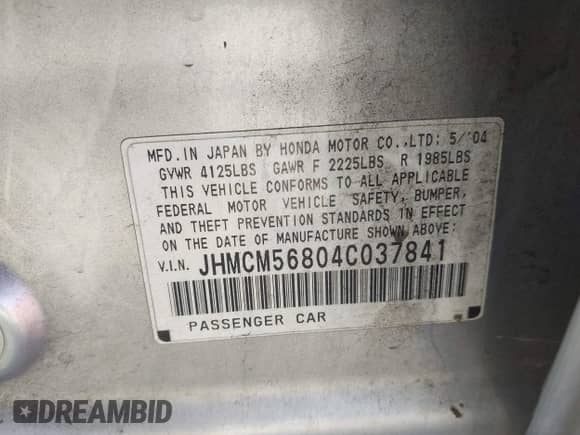 MFD.IN JAPAN BY HONDA MOTOR CO.,LTD: 5/'04
GVWR 4125LBS GAWR F 2225LBS R 1985LBS
THIS VEHICLE CONFORMS TO ALL APPLICABLE
FEDERAL MOTOR VEHICLE SAFETY, BUMPER,
AND THEFT PREVENTION STANDARDS IN EFFECT
ON THE DATE OF MANUFACTURE SHOWN ABOVE:
V.I.N. JHMCM56804C037841
PASSENGER CAR
DREAMBID